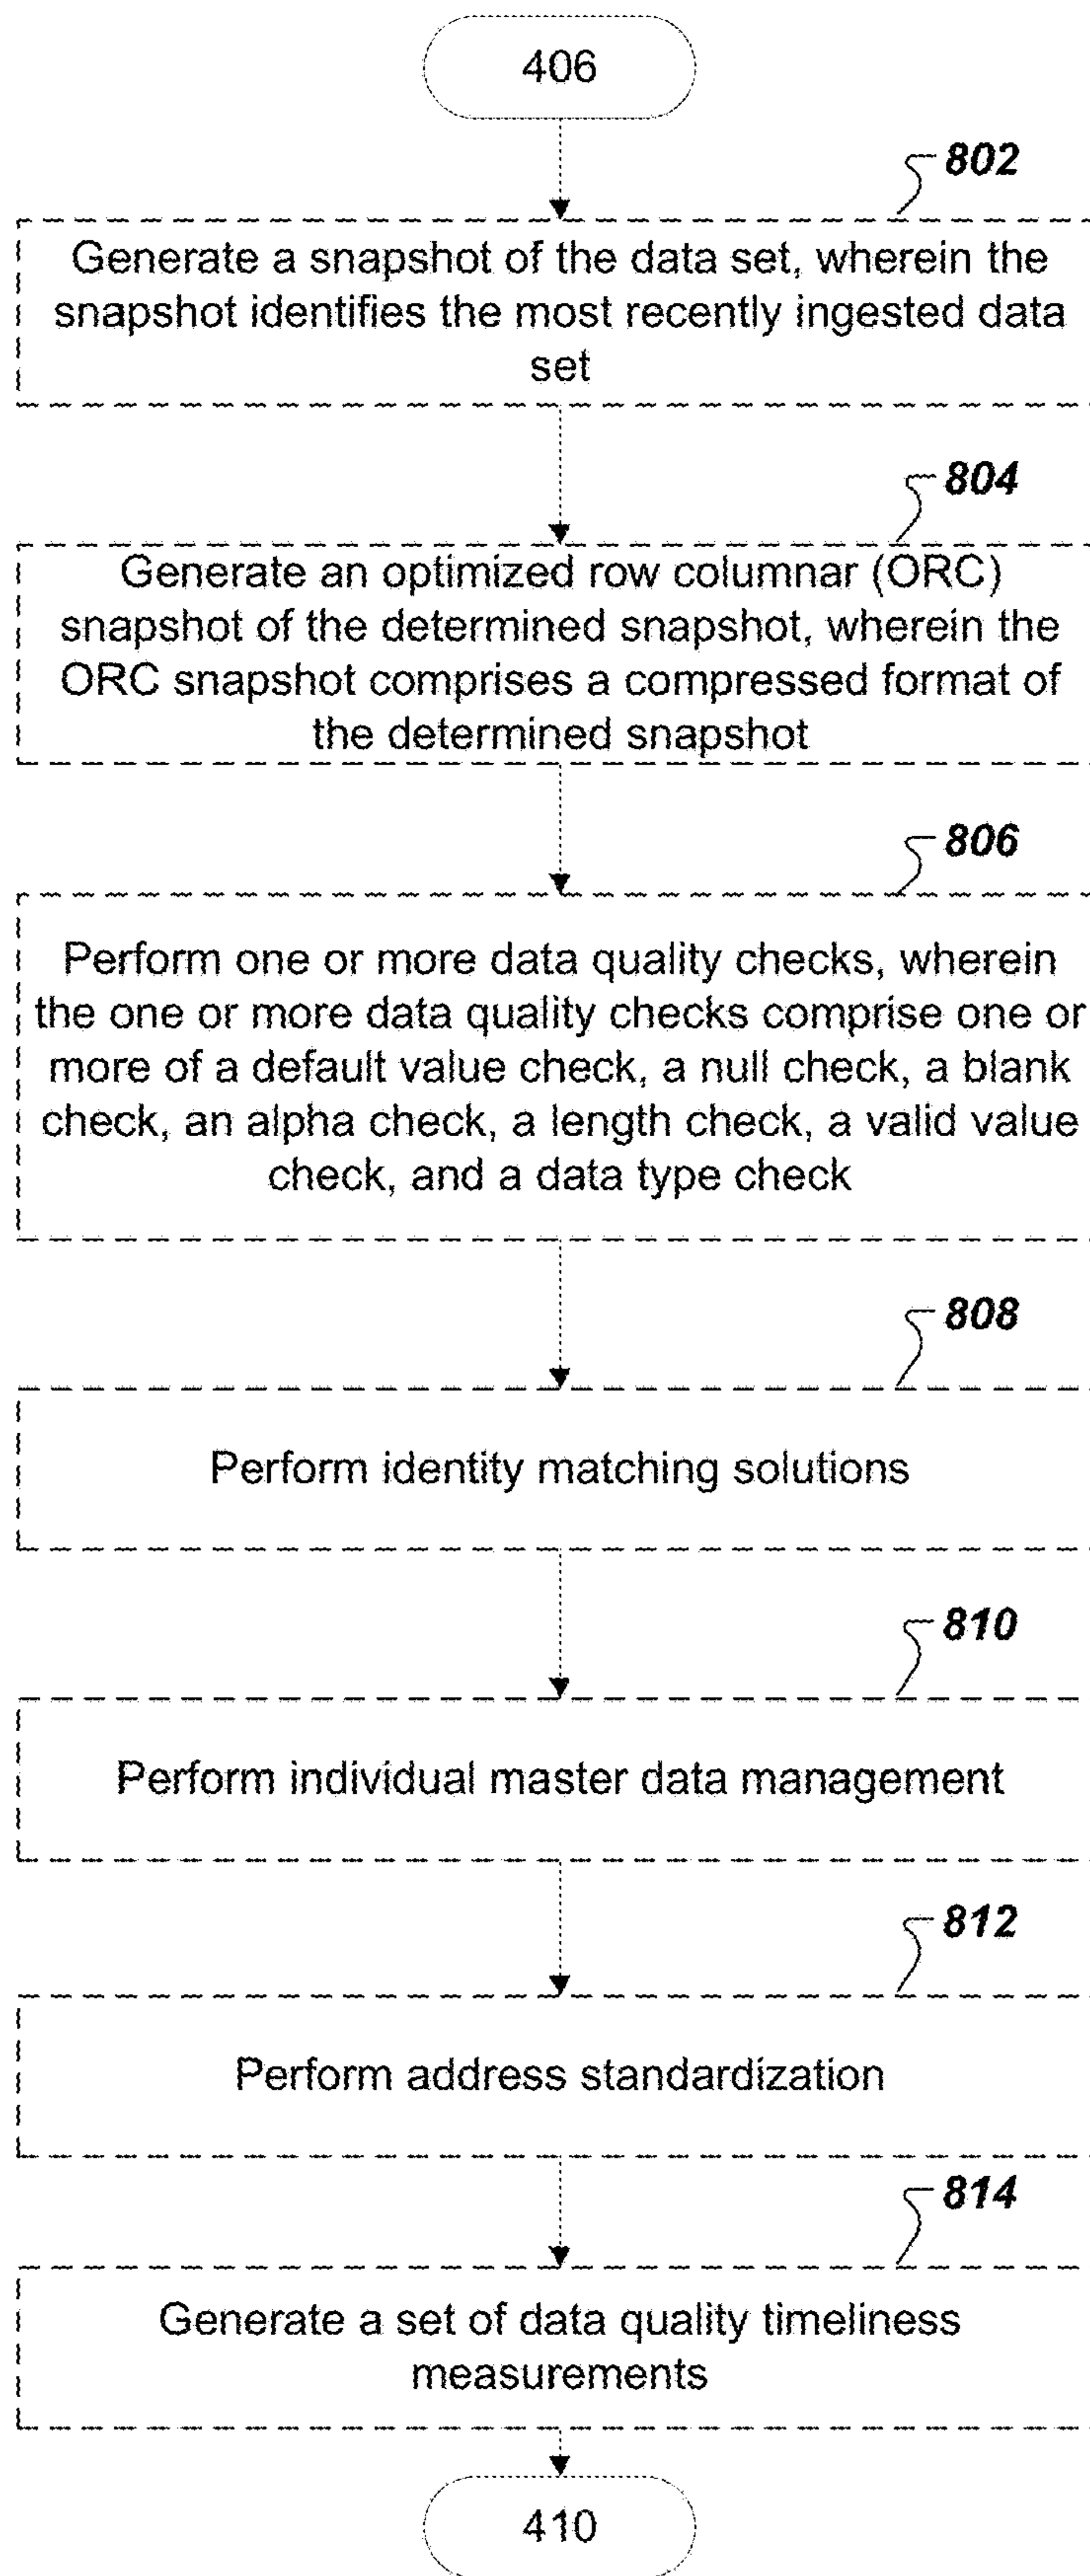 406
802
Generate a snapshot of the data set, wherein the
snapshot identifies the most recently ingested data
set
804
Generate an optimized row columnar (ORC)
snapshot of the determined snapshot, wherein the
ORC snapshot comprises a compressed format of
the determined snapshot
806
Perform one or more data quality checks, wherein
the one or more data quality checks comprise one or
more of a default value check, a null check, a blank
check, an alpha check, a length check, a valid value
check, and a data type check
808
Perform identity matching solutions
810
Perform individual master data management
812
Perform address standardization
814
Generate a set of data quality timeliness
measurements
410